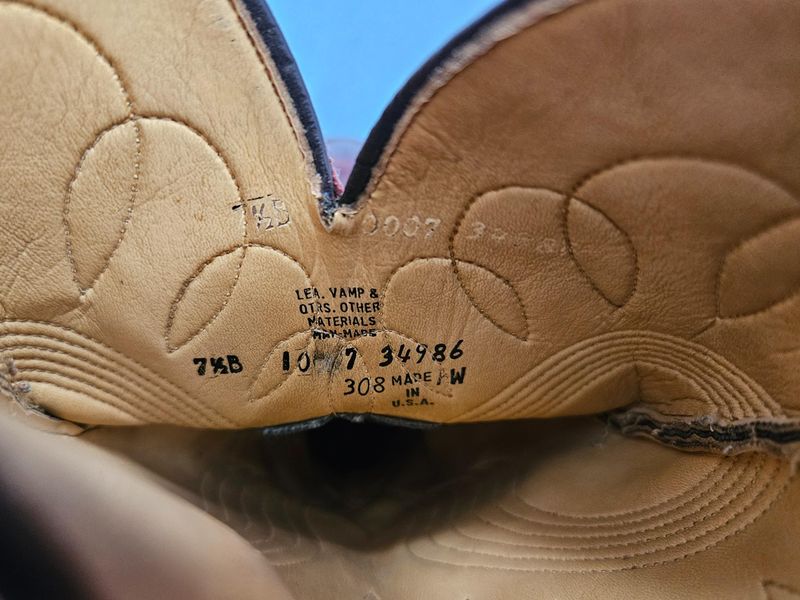 7½B
0007
LEA. VAMP &
QTRS. OTHER
MATERIALS
MAN-MADE
7½B 10 7 34986
308 MADE W
IN
U.S.A.